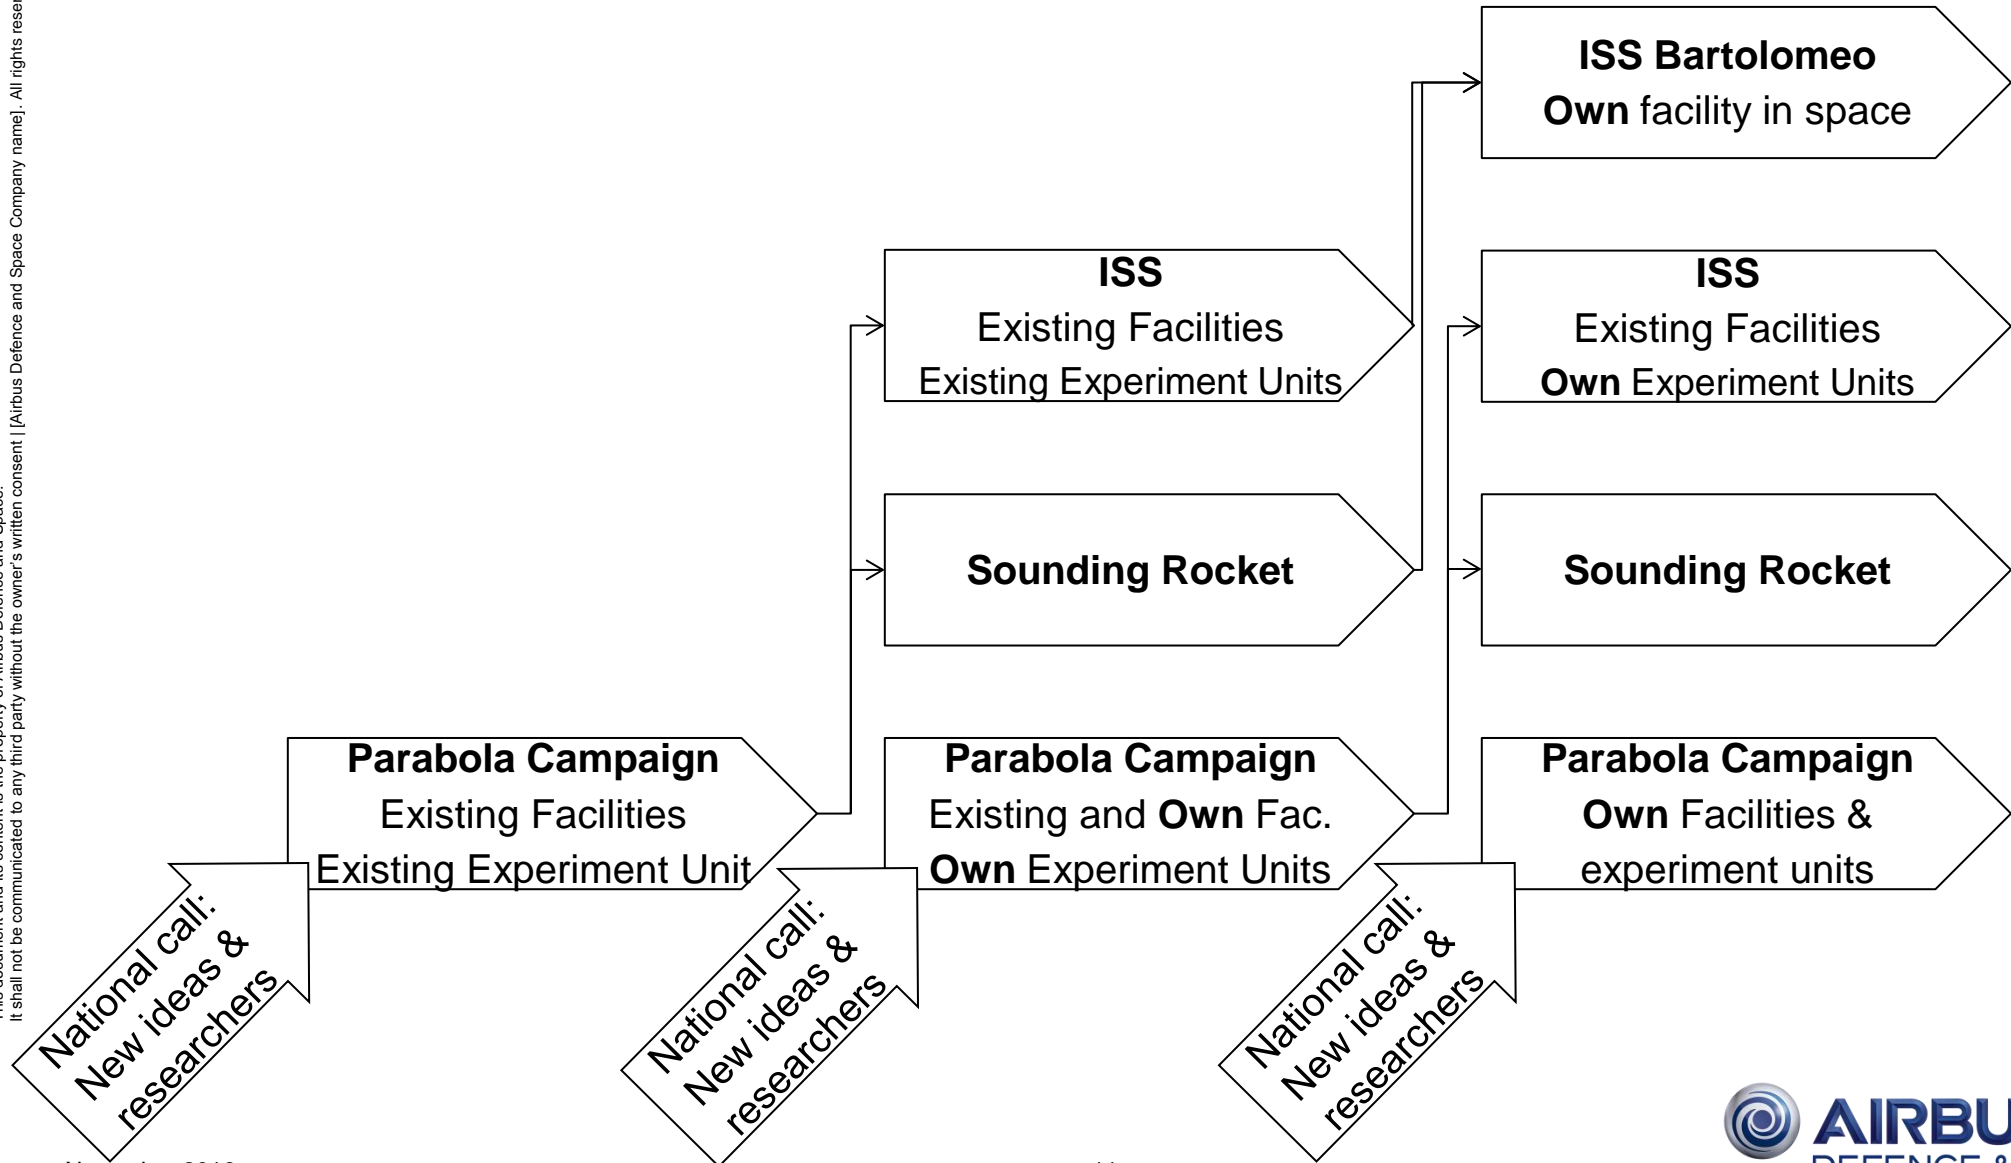 It shall not be communicated to any third party without the owner's written consent | [Airbus Defence and Space Company name]. All rights reser
ISS Bartolomeo
Own facility in space
ISS
Existing Facilities
Existing Experiment Units
ISS
Existing Facilities
Own Experiment Units
Sounding Rocket
Sounding Rocket
Parabola Campaign
Existing Facilities
Existing Experiment Unit
Parabola Campaign
Existing and Own Fac.
Own Experiment Units
Parabola Campaign
Own Facilities &
experiment units
National call:
New ideas &
researchers
National call:
New ideas &
researchers
National call:
New ideas &
researchers
AIRBU
DEFENCE &